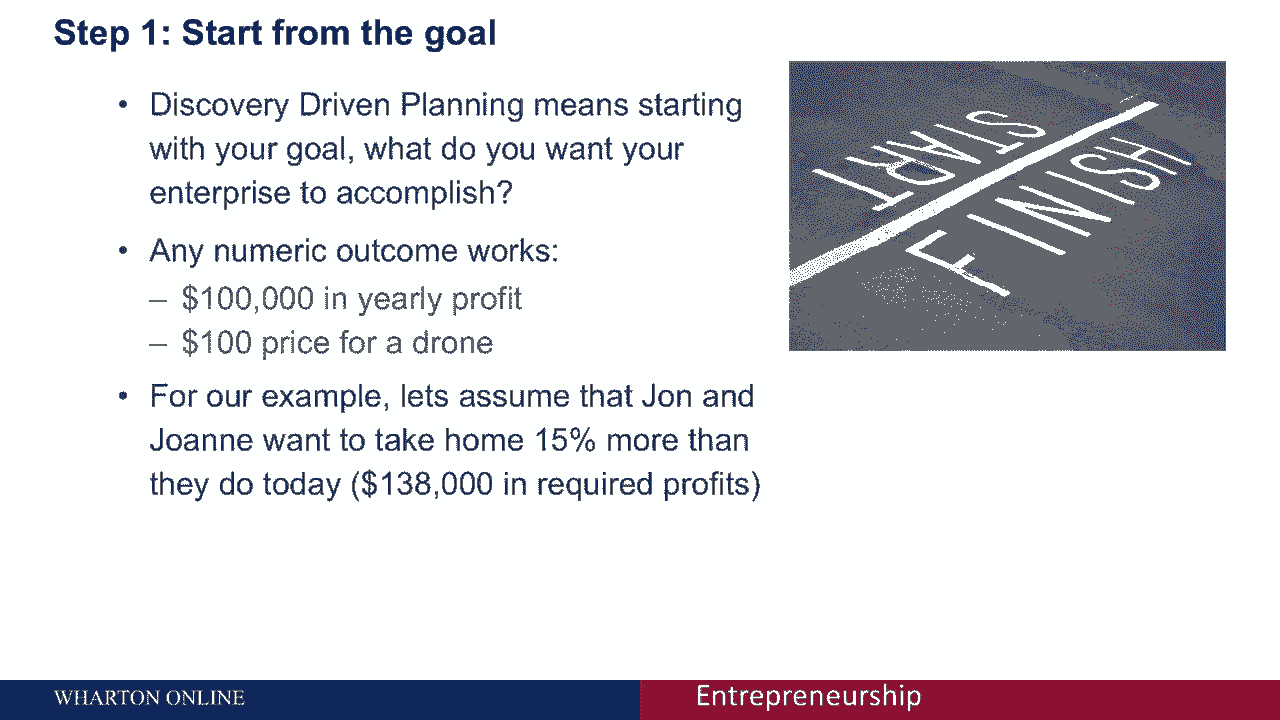 Step 1: Start from the goal
• Discovery Driven Planning means starting
with your goal, what do you want your
enterprise to accomplish?
• Any numeric outcome works:
– $100,000 in yearly profit
– $100 price for a drone
• For our example, lets assume that Jon and
Joanne want to take home 15% more than
they do today ($138,000 in required profits)
START
FINISH
WHARTON ONLINE
Entrepreneurship